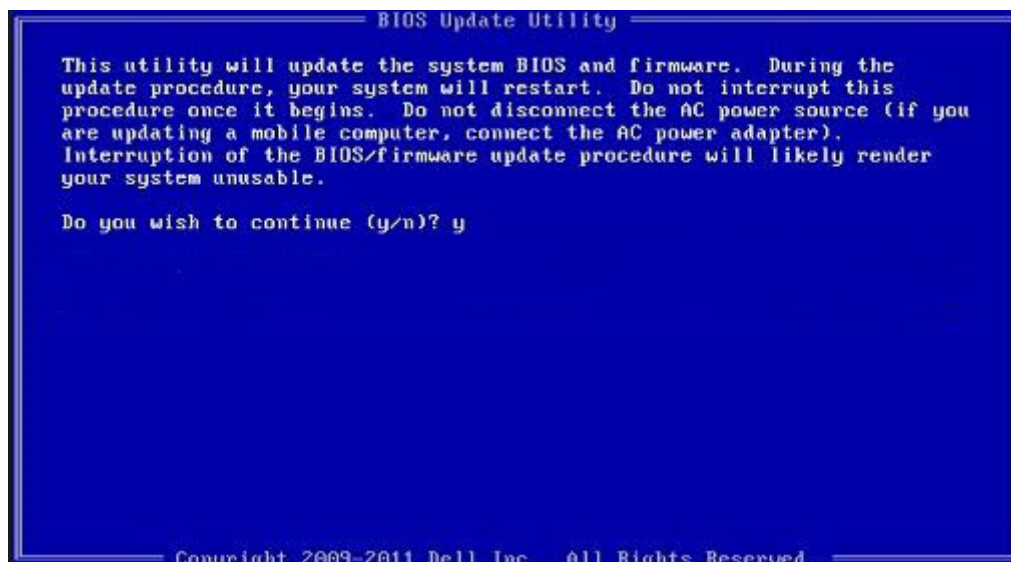 BIOS Update Utility
This utility will update the system BIOS and firmware.  During the
update procedure, your system will restart.  Do not interrupt this
procedure once it begins.  Do not disconnect the AC power source (if you
are updating a mobile computer, connect the AC power adapter).
Interruption of the BIOS/firmware update procedure will likely render
your system unusable.
Do you wish to continue (y/n)? y
Copyright 2009-2011 Dell Inc.  All Rights Reserved.